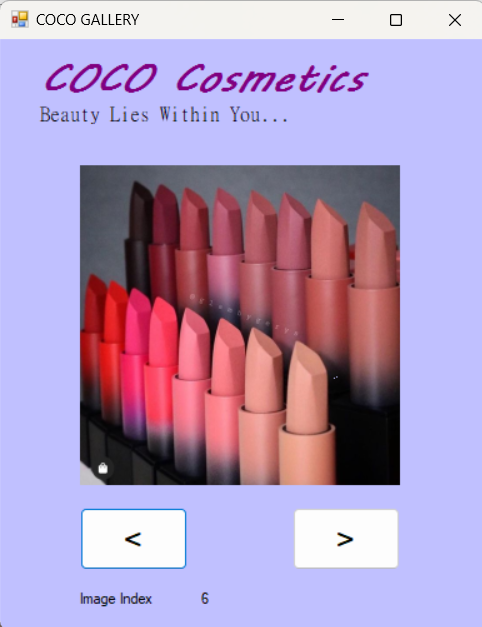 COCO GALLERY
COCO Cosmetics
Beauty Lies Within You...
<
>
Image Index 6